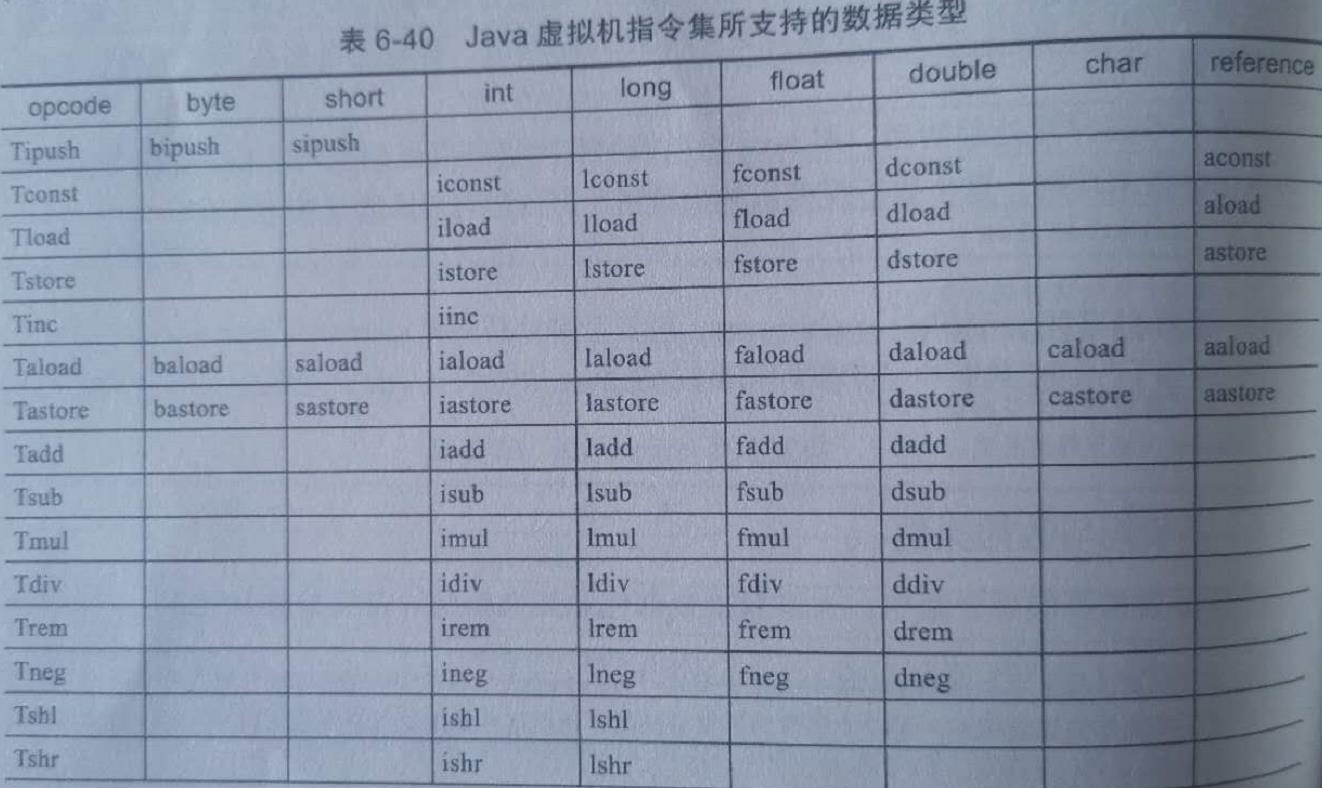 表 6-40 Java 虚拟机指令集所支持的数据类型
opcode byte short int long float double char reference
Tipush bipush sipush
Tconst iconst lconst fconst dconst aconst
Tload iload lload fload dload aload
Tstore istore lstore fstore dstore astore
Tinc iinc
Taload baload saload iaload laload faload daload caload aaload
Tastore bastore sastore iastore lastore fastore dastore castore aastore
Tadd iadd ladd fadd dadd
Tsub isub lsub fsub dsub
Tmul imul lmul fmul dmul
Tdiv idiv ldiv fdiv ddiv
Trem irem lrem frem drem
Tneg ineg lneg fneg dneg
Tshl ishl lshl
Tshr ishr lshr